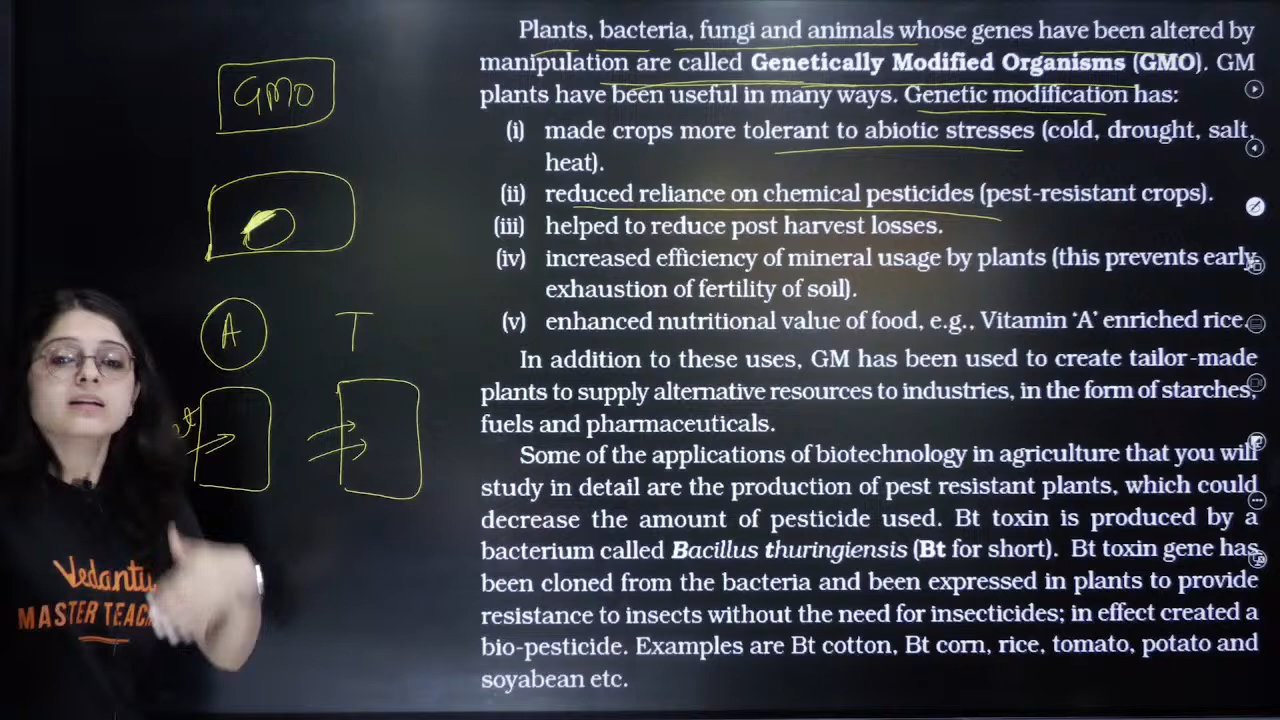 Plants, bacteria, fungi and animals whose genes have been altered by
manipulation are called Genetically Modified Organisms (GMO). GM
plants have been useful in many ways. Genetic modification has:
(i) made crops more tolerant to abiotic stresses (cold, drought, salt,
heat).
(ii) reduced reliance on chemical pesticides (pest-resistant crops).
(iii) helped to reduce post harvest losses.
(iv) increased efficiency of mineral usage by plants (this prevents early
exhaustion of fertility of soil).
(v) enhanced nutritional value of food, e.g., Vitamin ‘A’ enriched rice.
In addition to these uses, GM has been used to create tailor-made
plants to supply alternative resources to industries, in the form of starches,
fuels and pharmaceuticals.
Some of the applications of biotechnology in agriculture that you will
study in detail are the production of pest resistant plants, which could
decrease the amount of pesticide used. Bt toxin is produced by a
bacterium called Bacillus thuringiensis (Bt for short). Bt toxin gene has
been cloned from the bacteria and been expressed in plants to provide
resistance to insects without the need for insecticides; in effect created a
bio-pesticide. Examples are Bt cotton, Bt corn, rice, tomato, potato and
soyabean etc.
GMO
A T
Vedantu
MASTER TEAC